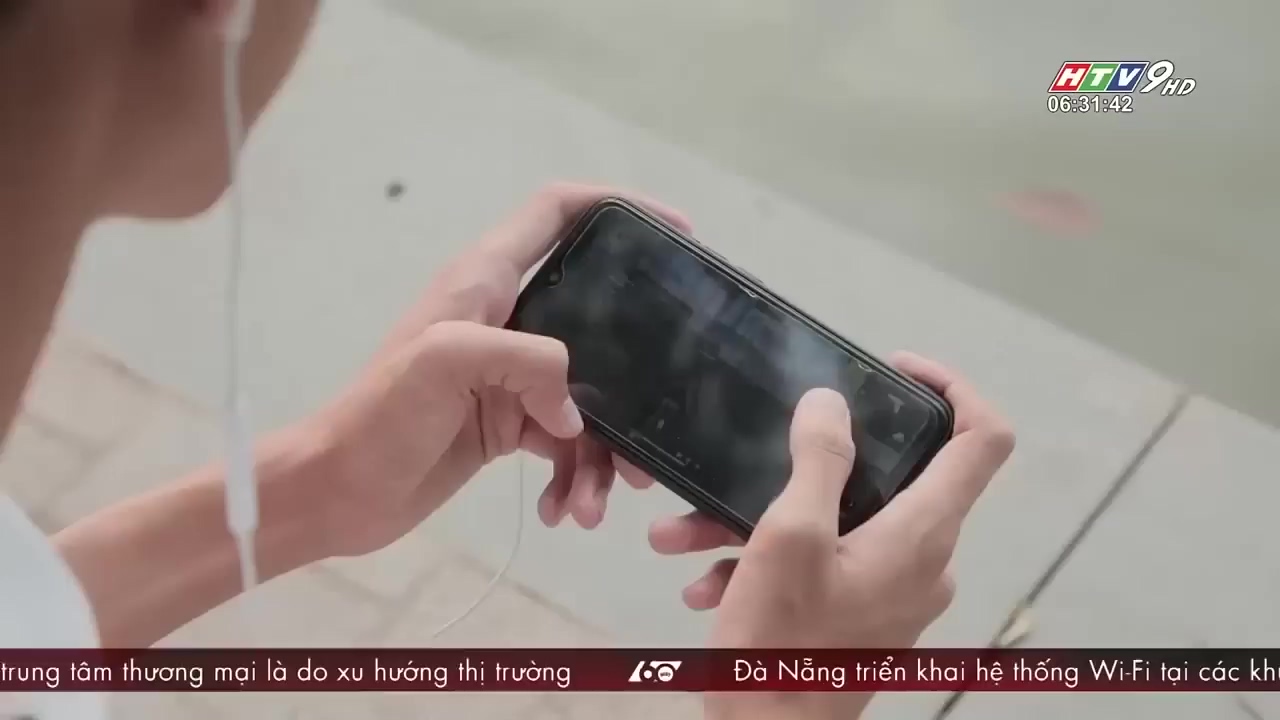 HTV9HD
06:31:42
trung tâm thương mại là do xu hướng thị trường
60
Đà Nẵng triển khai hệ thống Wi-Fi tại các